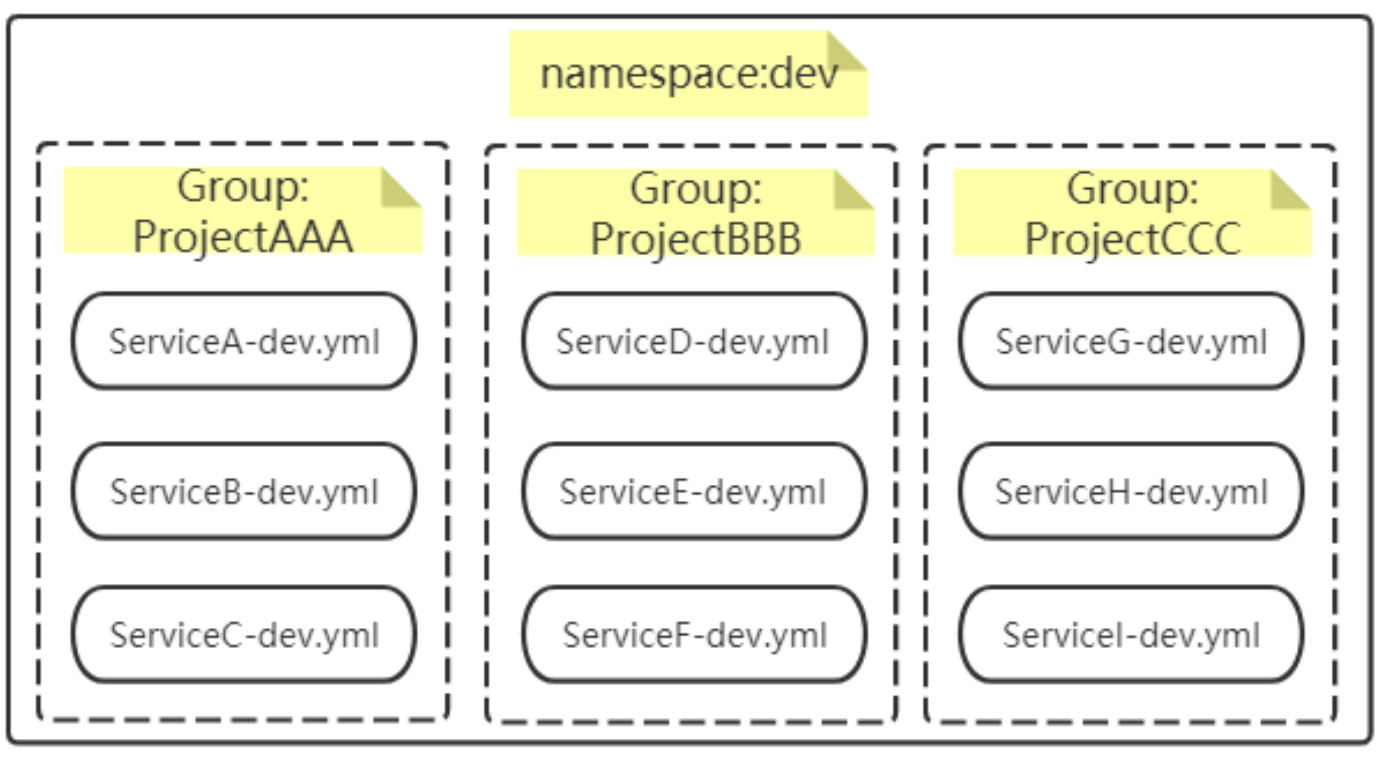 namespace:dev
Group:
ProjectAAA
ServiceA-dev.yml
ServiceB-dev.yml
ServiceC-dev.yml
Group:
ProjectBBB
ServiceD-dev.yml
ServiceE-dev.yml
ServiceF-dev.yml
Group:
ProjectCCC
ServiceG-dev.yml
ServiceH-dev.yml
ServiceI-dev.yml